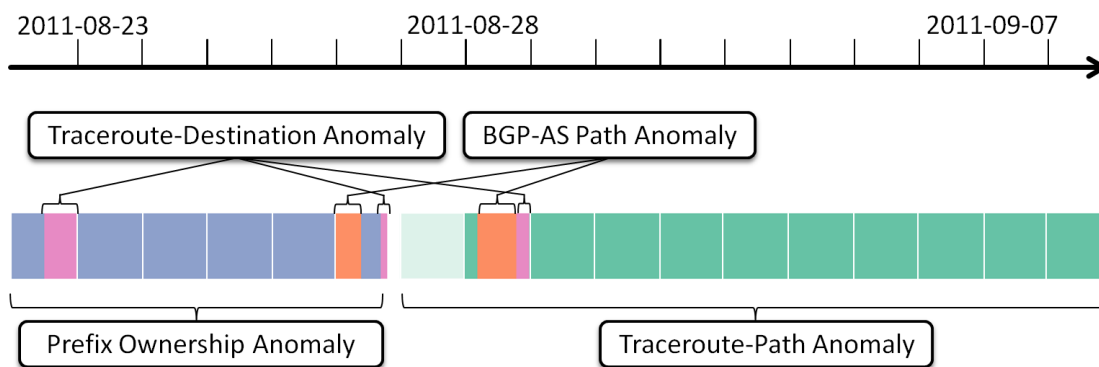 2011-08-23
2011-08-28
2011-09-07
Traceroute-Destination Anomaly
BGP-AS Path Anomaly
Prefix Ownership Anomaly
Traceroute-Path Anomaly